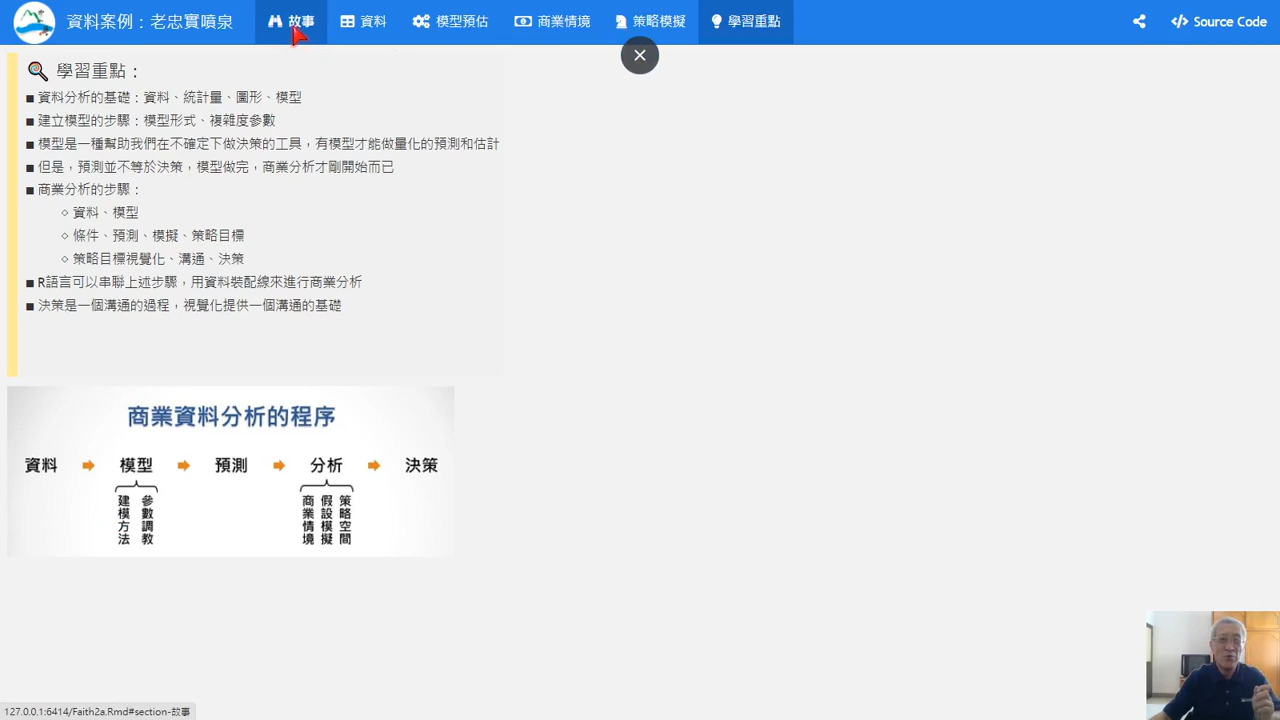 資料案例：老忠實噴泉
故事
資料
模型預估
商業情境
策略模擬
學習重點
</> Source Code
學習重點：
■ 資料分析的基礎：資料、統計量、圖形、模型
■ 建立模型的步驟：模型形式、複雜度參數
■ 模型是一種幫助我們在不確定下做決策的工具，有模型才能做量化的預測和估計
■ 但是，預測並不等於決策，模型做完，商業分析才剛開始而已
■ 商業分析的步驟：
◇ 資料、模型
◇ 條件、預測、模擬、策略目標
◇ 策略目標視覺化、溝通、決策
■ R語言可以串聯上述步驟，用資料裝配線來進行商業分析
■ 決策是一個溝通的過程，視覺化提供一個溝通的基礎
商業資料分析的程序
資料 模型 預測 分析 決策
建模方法
參數調教
商業情境
假設模擬
策略空間
127.0.0.1:6414/Faith2a.Rmd#section-故事